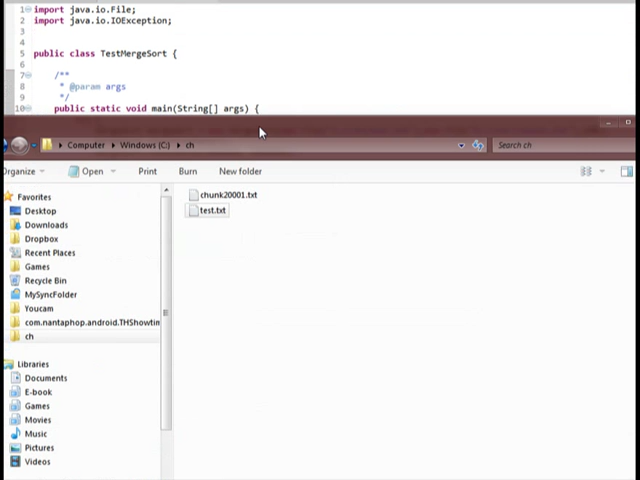 1 import java.io.File;
2 import java.io.IOException;
3
4
5 public class TestMergeSort {
6
7 /**
8 * @param args
9 */
10 public static void main(String[] args) {
Computer Windows (C:) ch Search ch
Organize Open Print Burn New folder
Favorites
Desktop
Downloads
Dropbox
Recent Places
Games
Recycle Bin
MySyncFolder
Youcam
com.nantaphop.android.THShowtim
ch
Libraries
Documents
E-book
Games
Movies
Music
Pictures
Videos
chunk20001.txt
test.txt